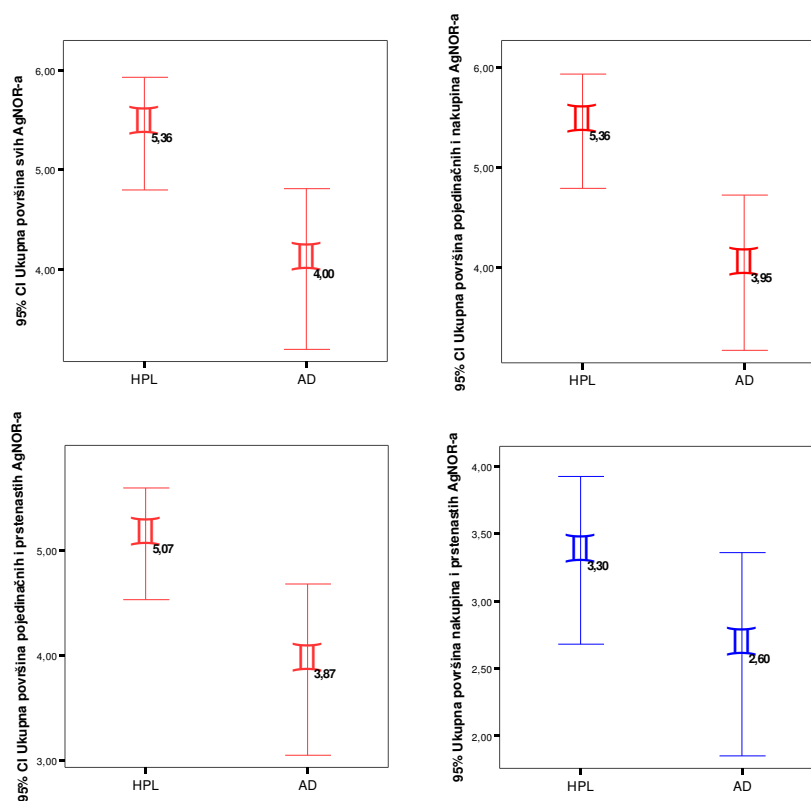 95% CI Ukupna površina svih AgNOR-a
6,00
5,00
4,00
5,36
4,00
HPL
AD
95% CI Ukupna površina pojedinačnih i nakupina AgNOR-a
6,00
5,00
4,00
5,36
3,95
HPL
AD
95% CI Ukupna površina pojedinačnih i prstenastih AgNOR-a
5,00
4,00
3,00
5,07
3,87
HPL
AD
95% Ukupna površina nakupina i prstenastih AgNOR-a
4,00
3,50
3,00
2,50
2,00
3,30
2,60
HPL
AD